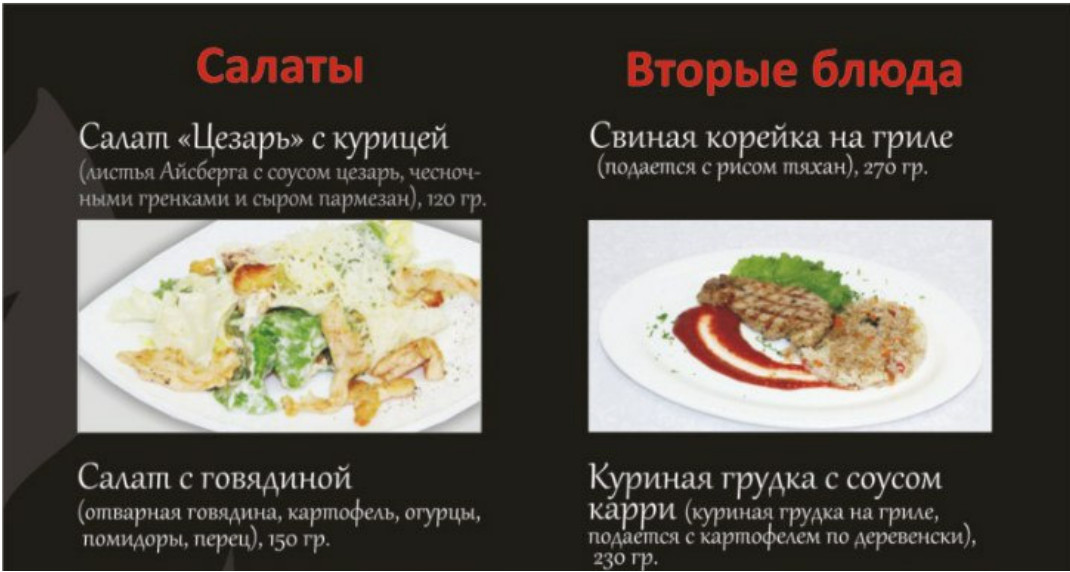 Салаты
Салат «Цезарь» с курицей
(листья Айсберга с соусом цезарь, чесноч-
ными гренками и сыром пармезан), 120 гр.
Салат с говядиной
(отварная говядина, картофель, огурцы,
помидоры, перец), 150 гр.
Вторые блюда
Свиная корейка на гриле
(подается с рисом тяхан), 270 гр.
Куриная грудка с соусом
карри (куриная грудка на гриле,
подается с картофелем по деревенски),
230 гр.